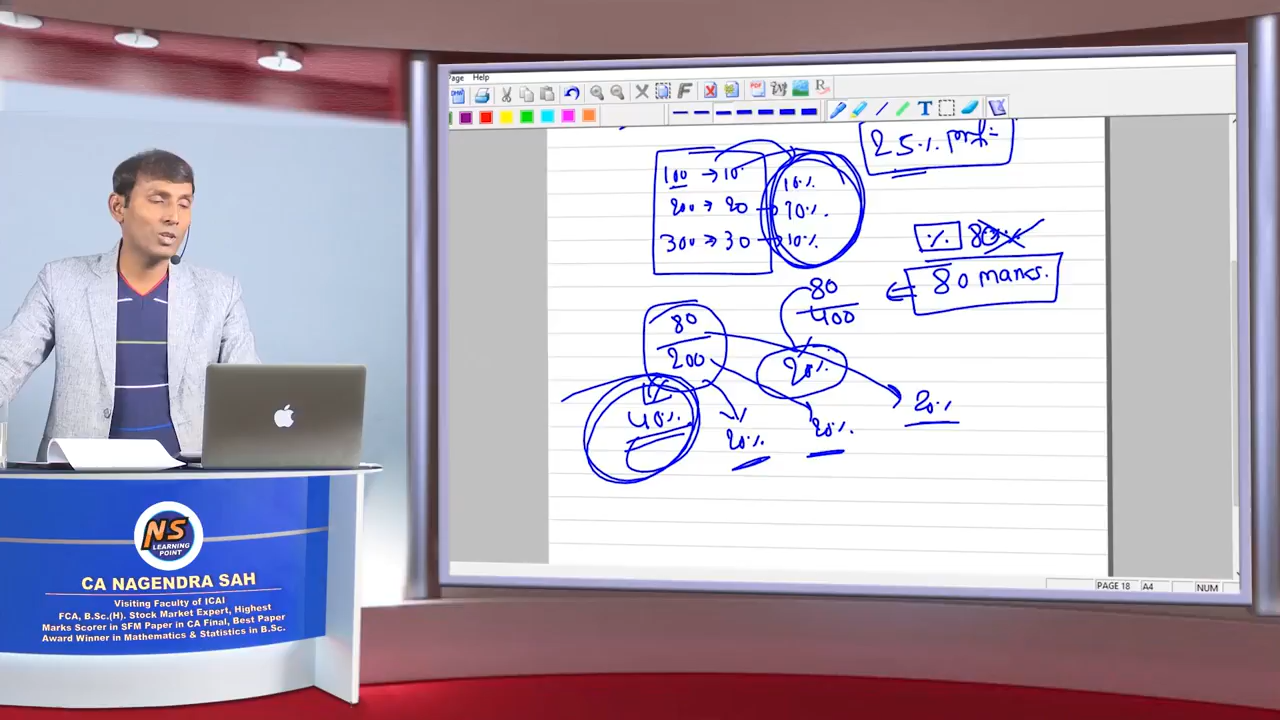 Page Help
25% profi
100 → 10
10%
200 → 20 →
10%
300 → 30 →
10%
% 80%
80 marks.
80
400
80
200
20%
20%
40%
20%
20%
PAGE 18 A4 NUM
NS
LEARNING
POINT
CA NAGENDRA SAH
Visiting Faculty of ICAI
FCA, B.Sc.(H). Stock Market Expert, Highest
Marks Scorer in SFM Paper in CA Final, Best Paper
Award Winner in Mathematics & Statistics in B.Sc.